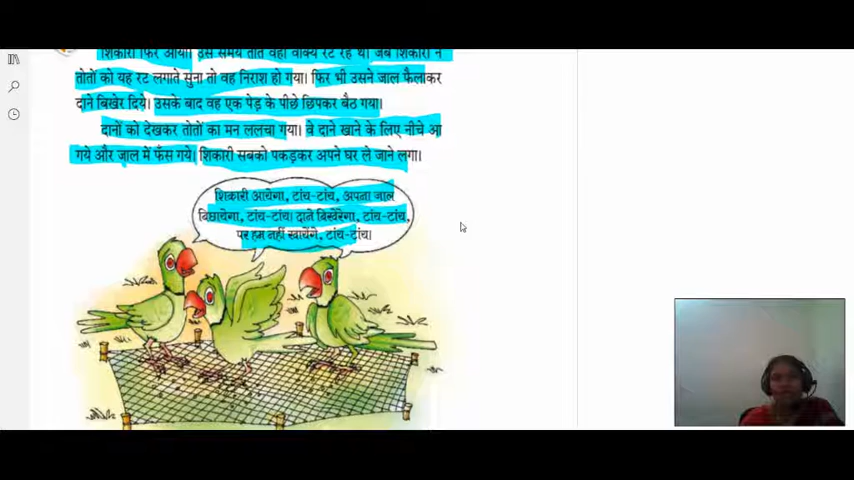 शिकारी फिर आया। उस समय तोते वही वाक्य रट रहे थे। जब शिकारी ने
तोतों को यह रट लगाते सुना तो वह निराश हो गया। फिर भी उसने जाल फैलाकर
दाने बिखेर दिये। उसके बाद वह एक पेड़ के पीछे छिपकर बैठ गया।
दानों को देखकर तोतों का मन ललचा गया। वे दाने खाने के लिए नीचे आ
गये और जाल में फँस गये। शिकारी सबको पकड़कर अपने घर ले जाने लगा।
शिकारी आयेगा, टांच-टांच, अपना जाल
बिछायेगा, टांच-टांच। दाने बिखेरेगा, टांच-टांच,
पर हम नहीं खायेंगे, टांच-टांच।